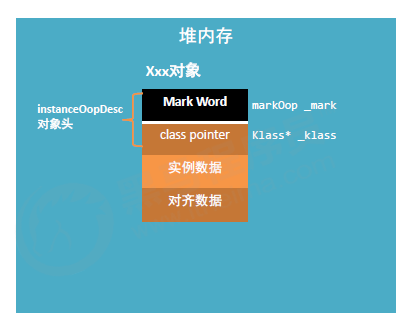 堆内存
Xxx对象
instanceOopDesc
对象头
Mark Word
markOop _mark
class pointer
Klass* _klass
实例数据
对齐数据